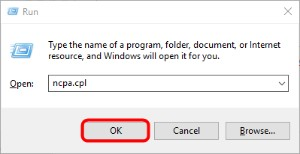 Run
Type the name of a program, folder, document, or Internet
resource, and Windows will open it for you.
Open: ncpa.cpl
OK Cancel Browse...